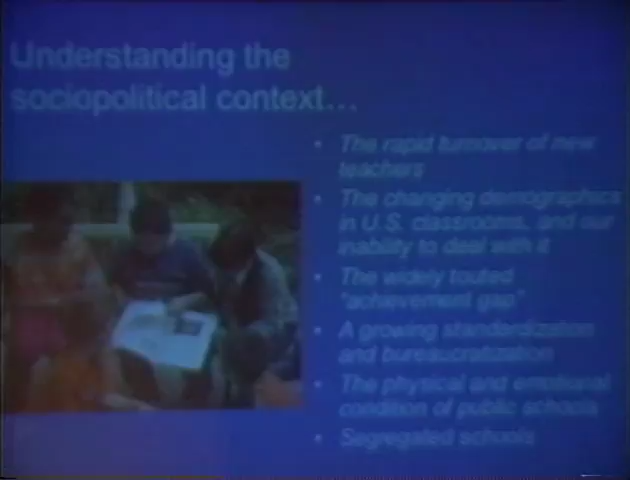 Understanding the
sociopolitical context...
• The rapid turnover of new
teachers
• The changing demographics
in U.S. classrooms, and our
inability to deal with it
• The widely touted
"achievement gap"
• A growing standardization
and bureaucratization
• The physical and emotional
condition of public schools
• Segregated schools